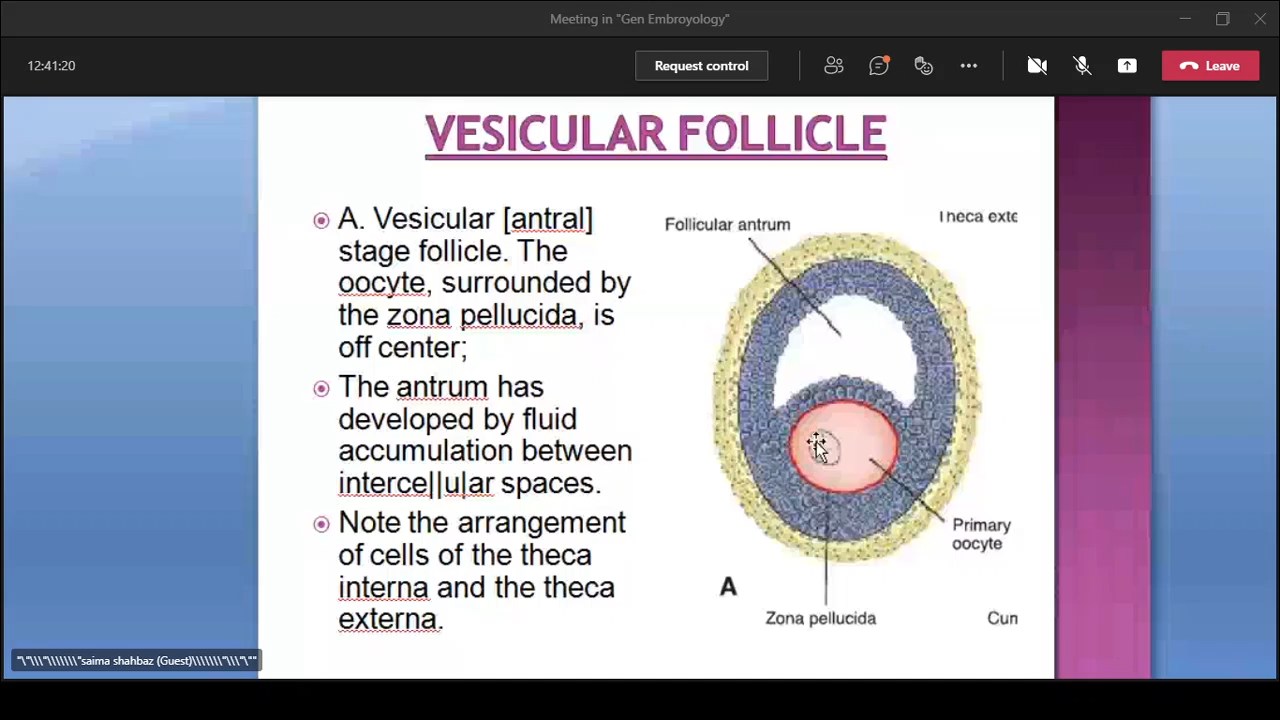 Meeting in "Gen Embroyology"
12:41:20
Request control
Leave
VESICULAR FOLLICLE
A. Vesicular [antral]
stage follicle. The
oocyte, surrounded by
the zona pellucida, is
off center;
The antrum has
developed by fluid
accumulation between
interce||u|ar spaces.
Note the arrangement
of cells of the theca
interna and the theca
externa.
Follicular antrum
Theca exte
Primary
oocyte
A
Zona pellucida
Cun
"\"\\\"\\\\\\\"saima shahbaz (Guest)\\\\\\\"\\\"\""